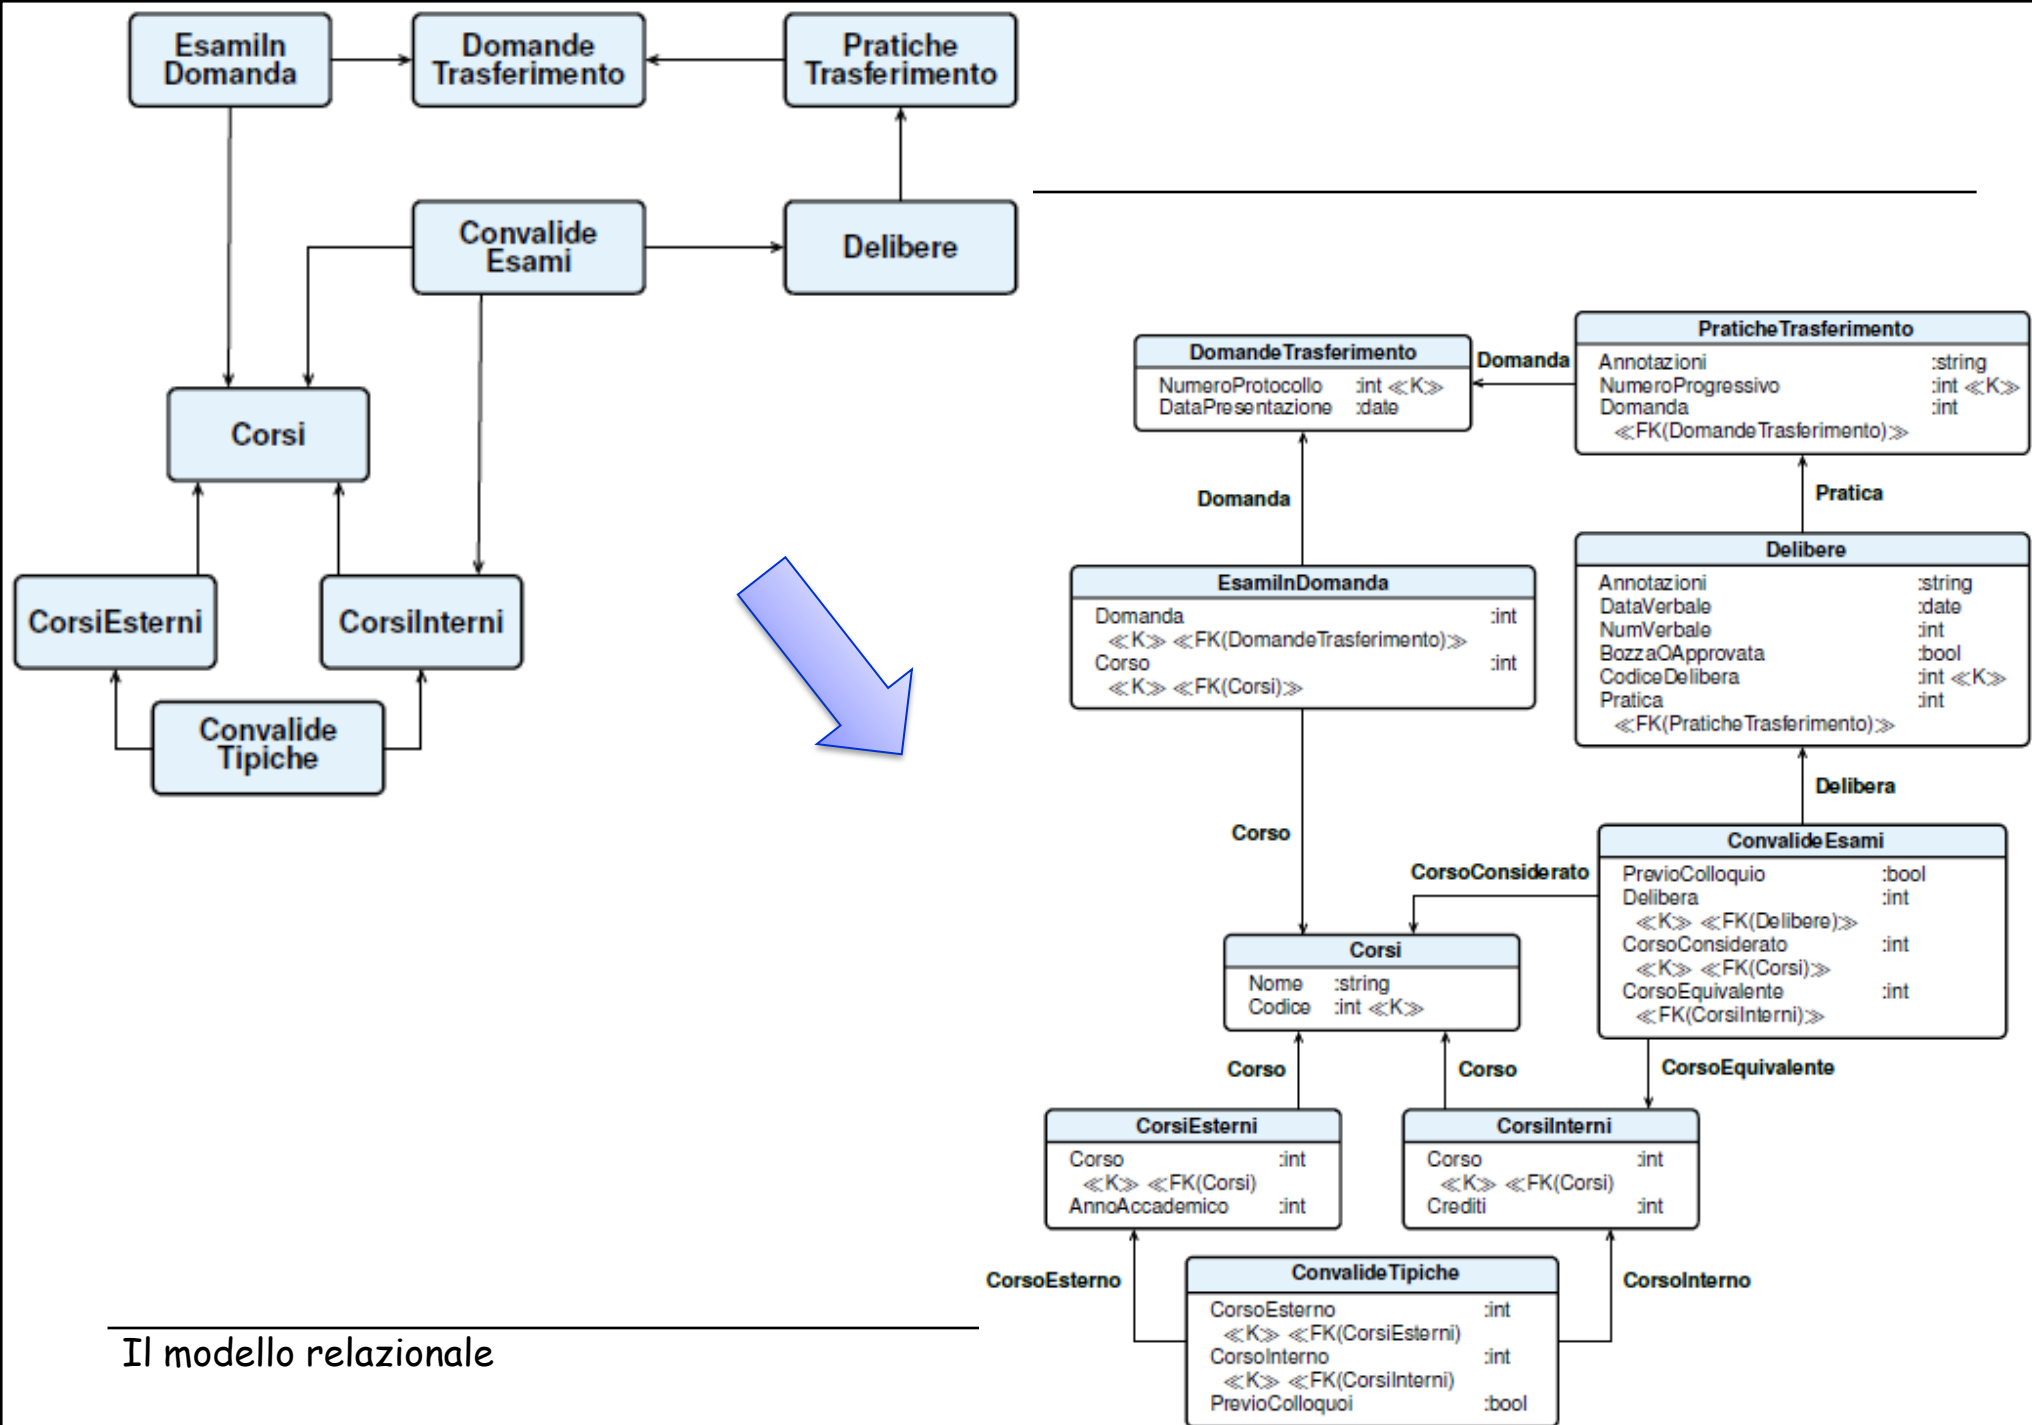 EsamiIn
Domanda
Domande
Trasferimento
Pratiche
Trasferimento
Convalide
Esami
Delibere
Corsi
CorsiEsterni
CorsiInterni
Convalide
Tipiche
DomandeTrasferimento
NumeroProtocollo :int ≪K≫
DataPresentazione :date
Domanda
PraticheTrasferimento
Annotazioni :string
NumeroProgressivo :int ≪K≫
Domanda :int
≪FK(DomandeTrasferimento)≫
Domanda
Pratica
EsamiInDomanda
Domanda :int
≪K≫ ≪FK(DomandeTrasferimento)≫
Corso :int
≪K≫ ≪FK(Corsi)≫
Delibere
Annotazioni :string
DataVerbale :date
NumVerbale :int
BozzaOApprovata :bool
CodiceDelibera :int ≪K≫
Pratica :int
≪FK(PraticheTrasferimento)≫
Delibera
Corso
CorsoConsiderato
ConvalideEsami
PrevioColloquio :bool
Delibera :int
≪K≫ ≪FK(Delibere)≫
CorsoConsiderato :int
≪K≫ ≪FK(Corsi)≫
CorsoEquivalente :int
≪FK(CorsiInterni)≫
Corsi
Nome :string
Codice :int ≪K≫
Corso
Corso
CorsoEquivalente
CorsiEsterni
Corso :int
≪K≫ ≪FK(Corsi)
AnnoAccademico :int
CorsiInterni
Corso :int
≪K≫ ≪FK(Corsi)
Crediti :int
CorsoEsterno
ConvalideTipiche
CorsoEsterno :int
≪K≫ ≪FK(CorsiEsterni)
CorsoInterno :int
≪K≫ ≪FK(CorsiInterni)
PrevioColloquoi :bool
CorsoInterno
Il modello relazionale